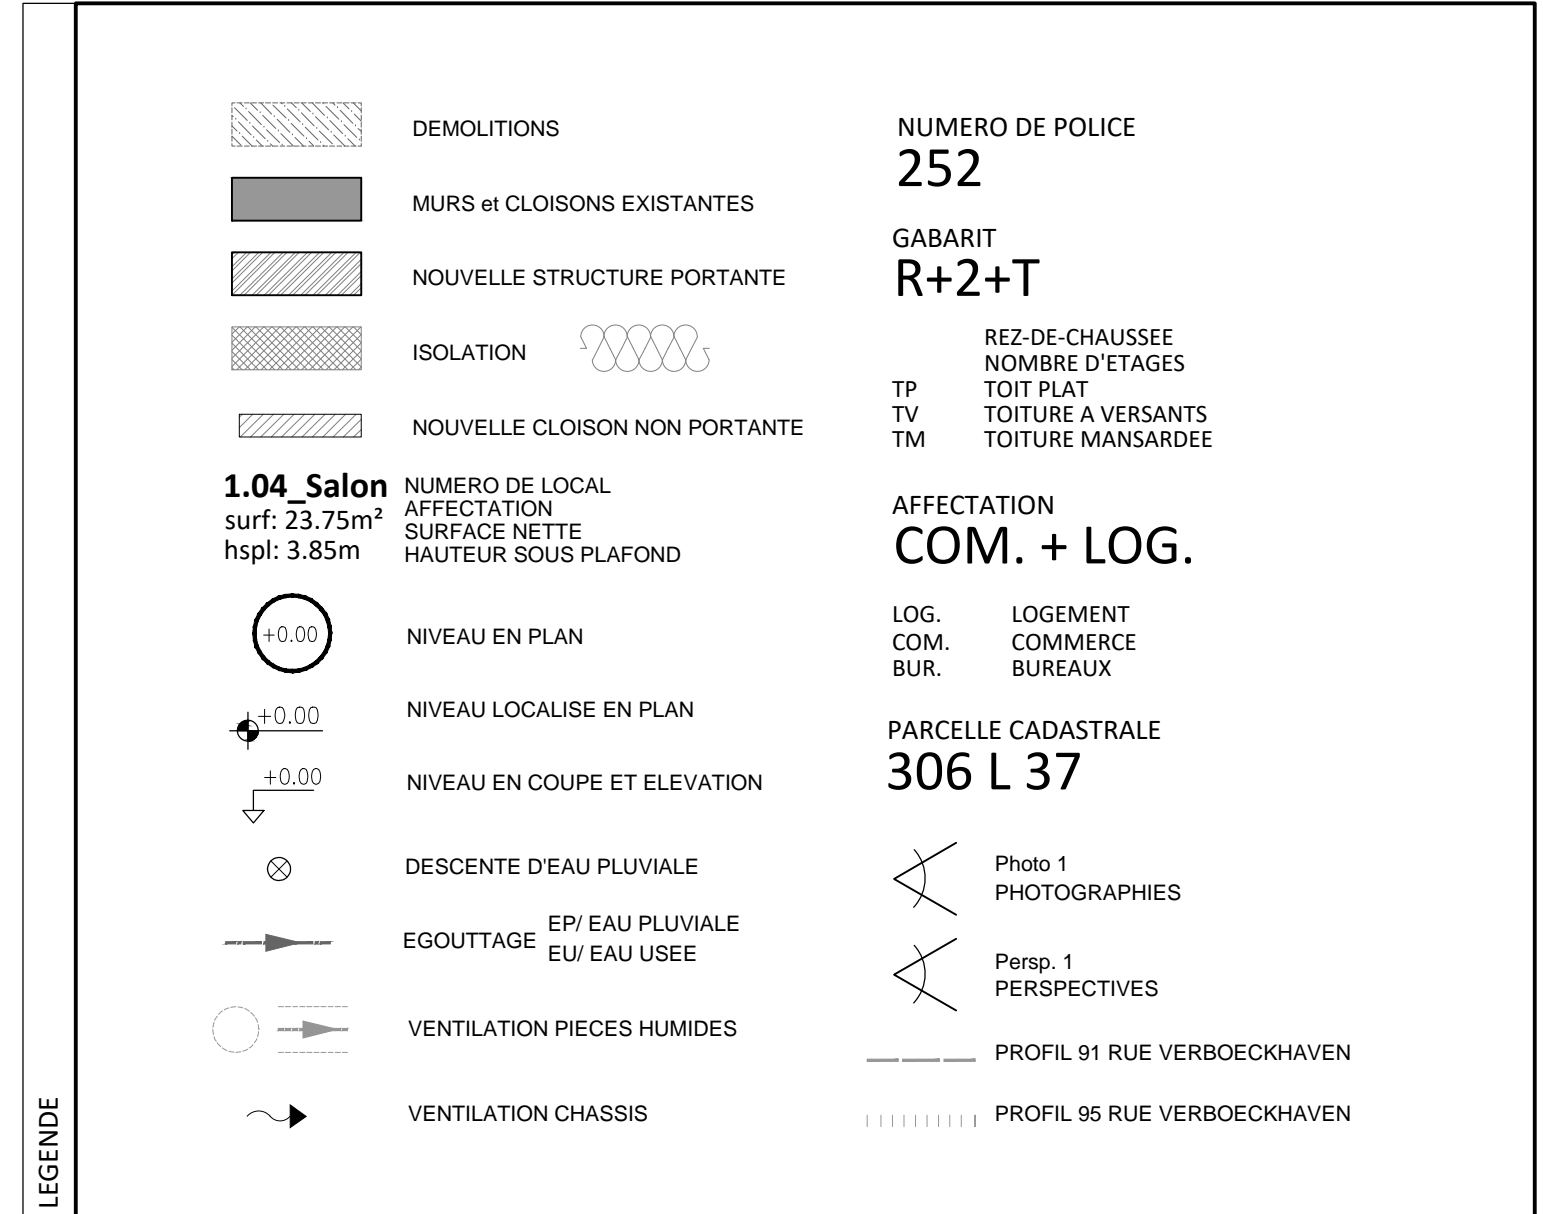 DEMOLITIONS
MURS et CLOISONS EXISTANTES
NOUVELLE STRUCTURE PORTANTE
ISOLATION
NOUVELLE CLOISON NON PORTANTE
1.04_Salon
surf: 23.75m²
hspl: 3.85m
NUMERO DE LOCAL
AFFECTATION
SURFACE NETTE
HAUTEUR SOUS PLAFOND
+0.00
NIVEAU EN PLAN
+0.00
NIVEAU LOCALISE EN PLAN
+0.00
NIVEAU EN COUPE ET ELEVATION
DESCENTE D'EAU PLUVIALE
EGOUTTAGE
EP/ EAU PLUVIALE
EU/ EAU USEE
VENTILATION PIECES HUMIDES
VENTILATION CHASSIS
NUMERO DE POLICE
252
GABARIT
R+2+T
REZ-DE-CHAUSSEE
NOMBRE D'ETAGES
TP TOIT PLAT
TV TOITURE A VERSANTS
TM TOITURE MANSARDEE
AFFECTATION
COM. + LOG.
LOG. LOGEMENT
COM. COMMERCE
BUR. BUREAUX
PARCELLE CADASTRALE
306 L 37
Photo 1
PHOTOGRAPHIES
Persp. 1
PERSPECTIVES
PROFIL 91 RUE VERBOECKHAVEN
PROFIL 95 RUE VERBOECKHAVEN
LEGENDE